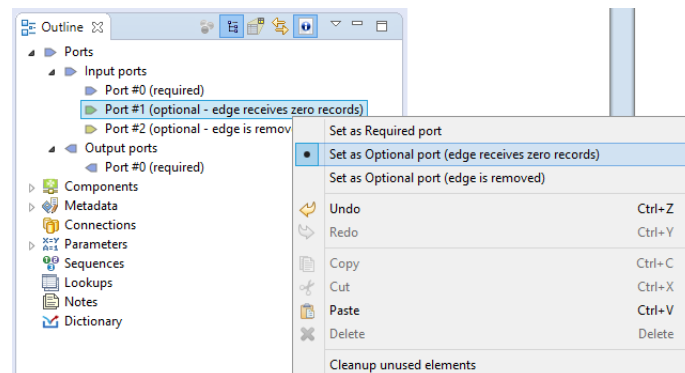 Outline
Ports
Input ports
Port #0 (required)
Port #1 (optional - edge receives zero records)
Port #2 (optional - edge is remov
Output ports
Port #0 (required)
Components
Metadata
Connections
X=Y
A=1
Parameters
Sequences
Lookups
Notes
Dictionary
Set as Required port
Set as Optional port (edge receives zero records)
Set as Optional port (edge is removed)
Undo Ctrl+Z
Redo Ctrl+Y
Copy Ctrl+C
Cut Ctrl+X
Paste Ctrl+V
Delete Delete
Cleanup unused elements